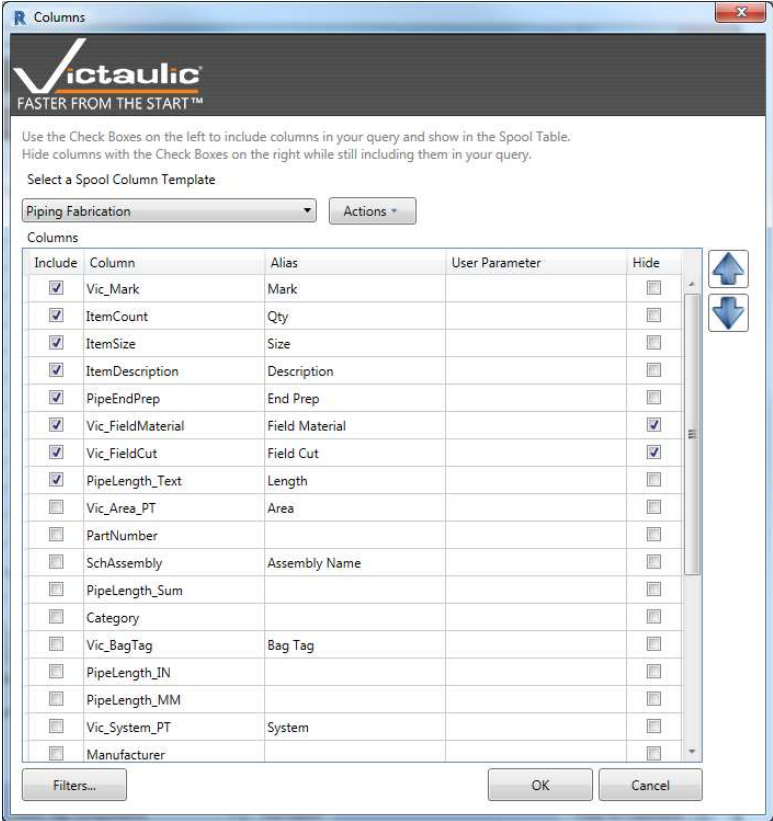 Columns
Victaulic
FASTER FROM THE START™
Use the Check Boxes on the left to include columns in your query and show in the Spool Table.
Hide columns with the Check Boxes on the right while still including them in your query.
Select a Spool Column Template
Piping Fabrication Actions
Columns
Include Column Alias User Parameter Hide
Vic_Mark Mark
ItemCount Qty
ItemSize Size
ItemDescription Description
PipeEndPrep End Prep
Vic_FieldMaterial Field Material
Vic_FieldCut Field Cut
PipeLength_Text Length
Vic_Area_PT Area
PartNumber
SchAssembly Assembly Name
PipeLength_Sum
Category
Vic_BagTag Bag Tag
PipeLength_IN
PipeLength_MM
Vic_System_PT System
Manufacturer
Filters... OK Cancel